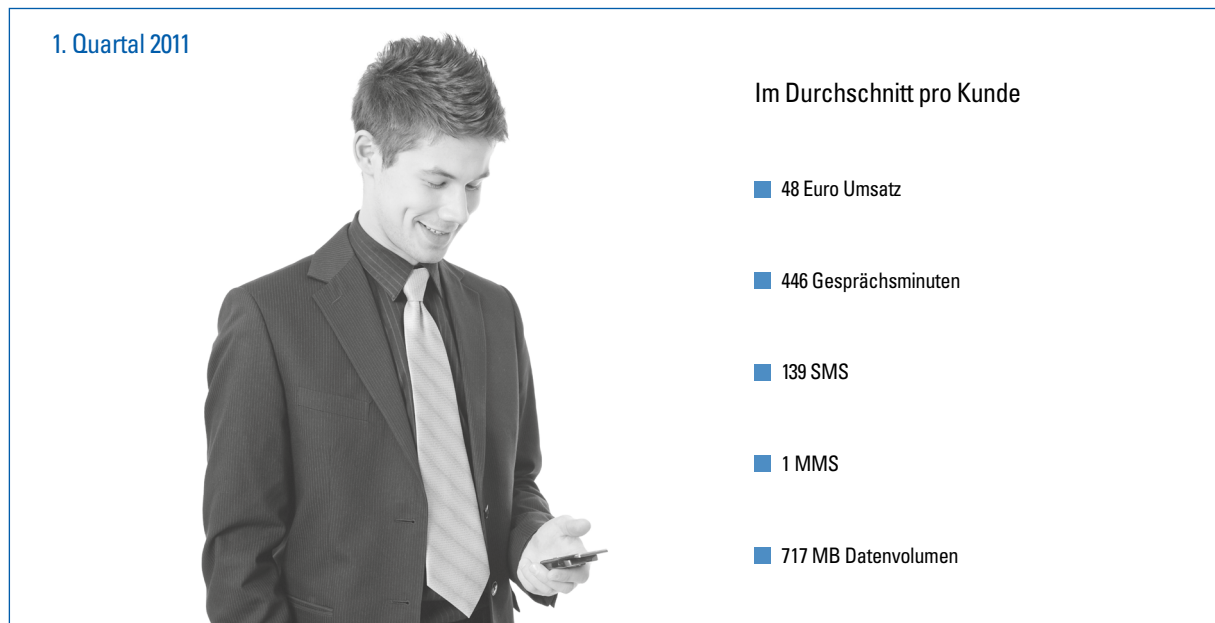 1. Quartal 2011
Im Durchschnitt pro Kunde
48 Euro Umsatz
446 Gesprächsminuten
139 SMS
1 MMS
717 MB Datenvolumen